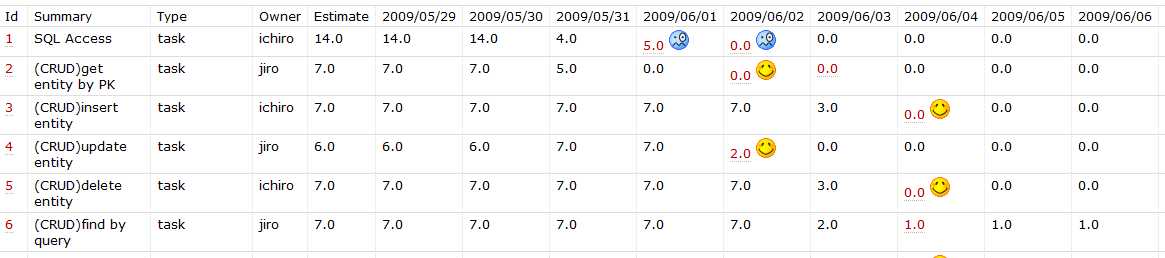 Id Summary Type Owner Estimate 2009/05/29 2009/05/30 2009/05/31 2009/06/01 2009/06/02 2009/06/03 2009/06/04 2009/06/05 2009/06/06
1 SQL Access task ichiro 14.0 14.0 14.0 4.0 5.0 0.0 0.0 0.0 0.0 0.0
2 (CRUD)get entity by PK task jiro 7.0 7.0 7.0 5.0 0.0 0.0 0.0 0.0 0.0 0.0
3 (CRUD)insert entity task ichiro 7.0 7.0 7.0 7.0 7.0 7.0 3.0 0.0 0.0 0.0
4 (CRUD)update entity task jiro 6.0 6.0 6.0 7.0 7.0 2.0 0.0 0.0 0.0 0.0
5 (CRUD)delete entity task ichiro 7.0 7.0 7.0 7.0 7.0 7.0 3.0 0.0 0.0 0.0
6 (CRUD)find by query task jiro 7.0 7.0 7.0 7.0 7.0 7.0 2.0 1.0 1.0 1.0